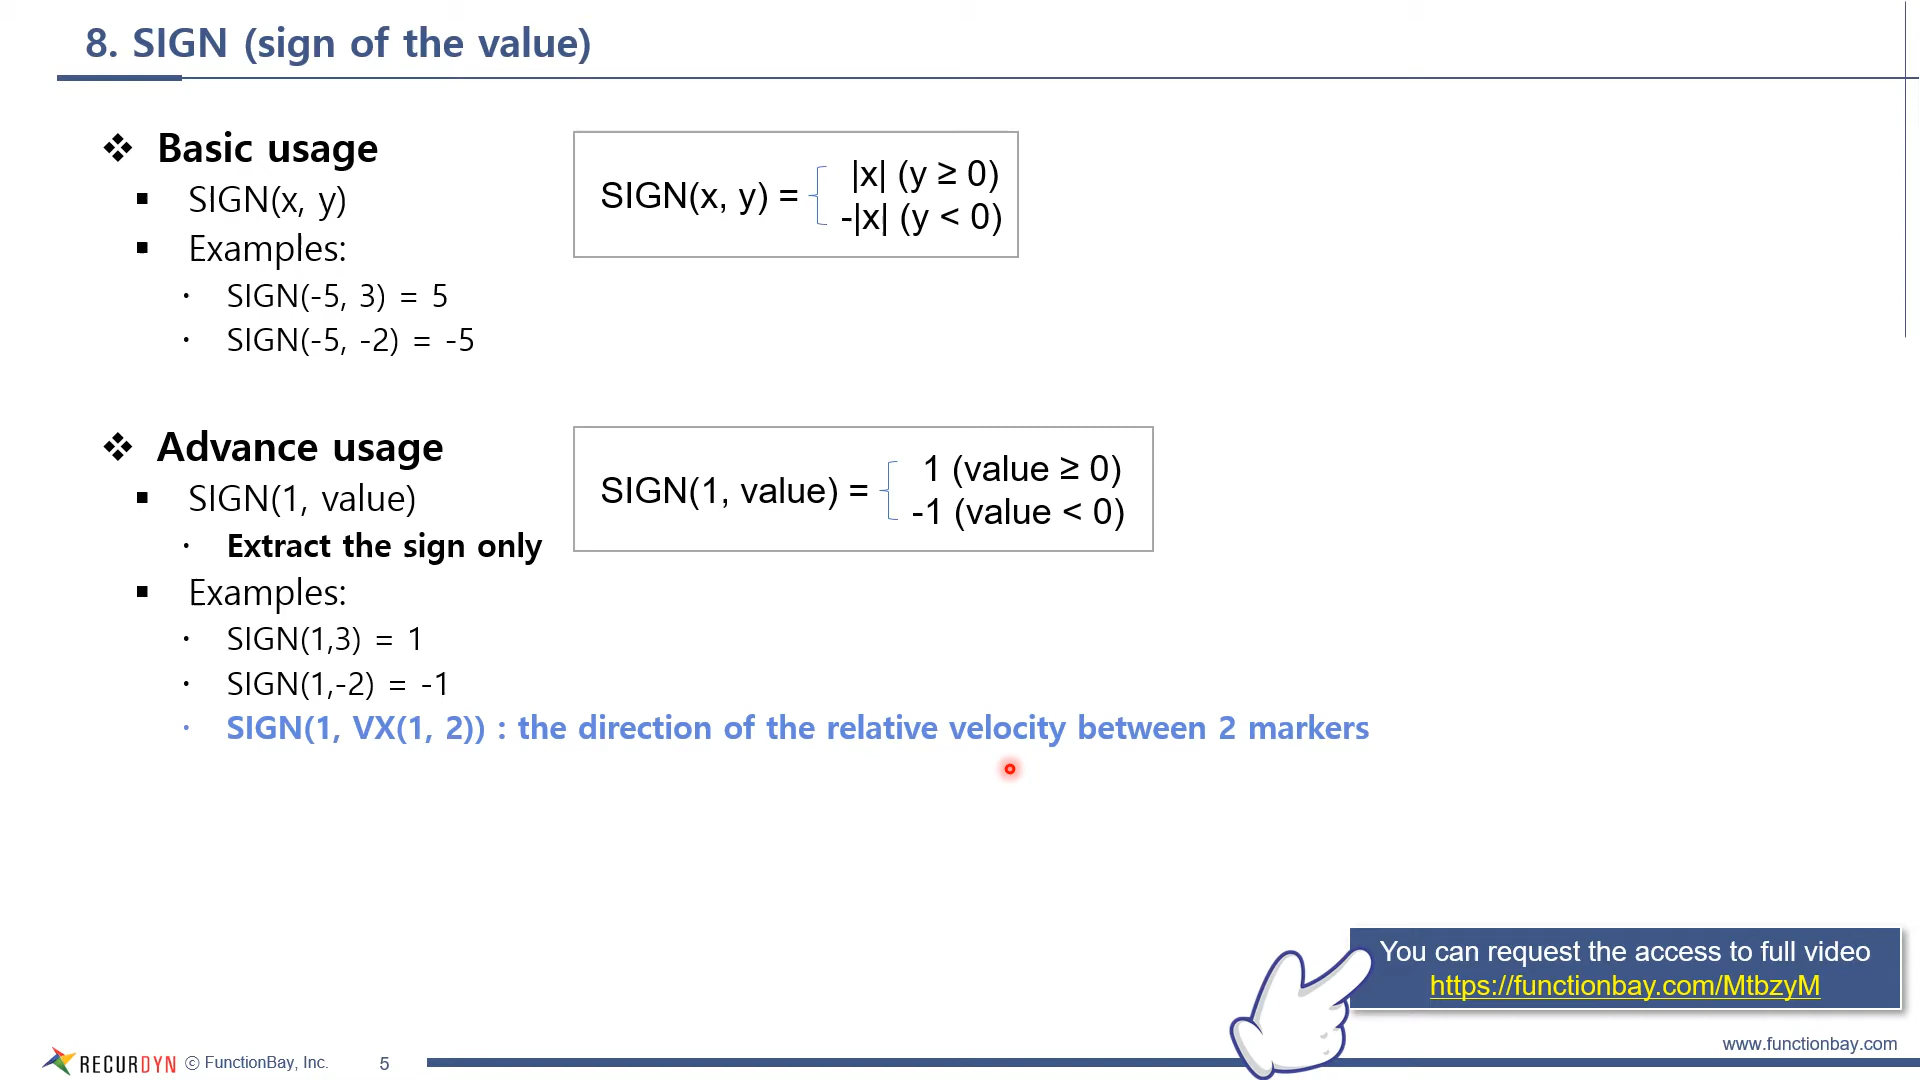 8. SIGN (sign of the value)
❖ Basic usage
▪ SIGN(x, y)
▪ Examples:
· SIGN(-5, 3) = 5
· SIGN(-5, -2) = -5
SIGN(x, y) =
|x| (y ≥ 0)
-|x| (y < 0)
❖ Advance usage
▪ SIGN(1, value)
· Extract the sign only
▪ Examples:
· SIGN(1,3) = 1
· SIGN(1,-2) = -1
· SIGN(1, VX(1, 2)) : the direction of the relative velocity between 2 markers
SIGN(1, value) =
1 (value ≥ 0)
-1 (value < 0)
You can request the access to full video
https://functionbay.com/MtbzyM
www.functionbay.com
RECURDYN ⓒ FunctionBay, Inc.
5